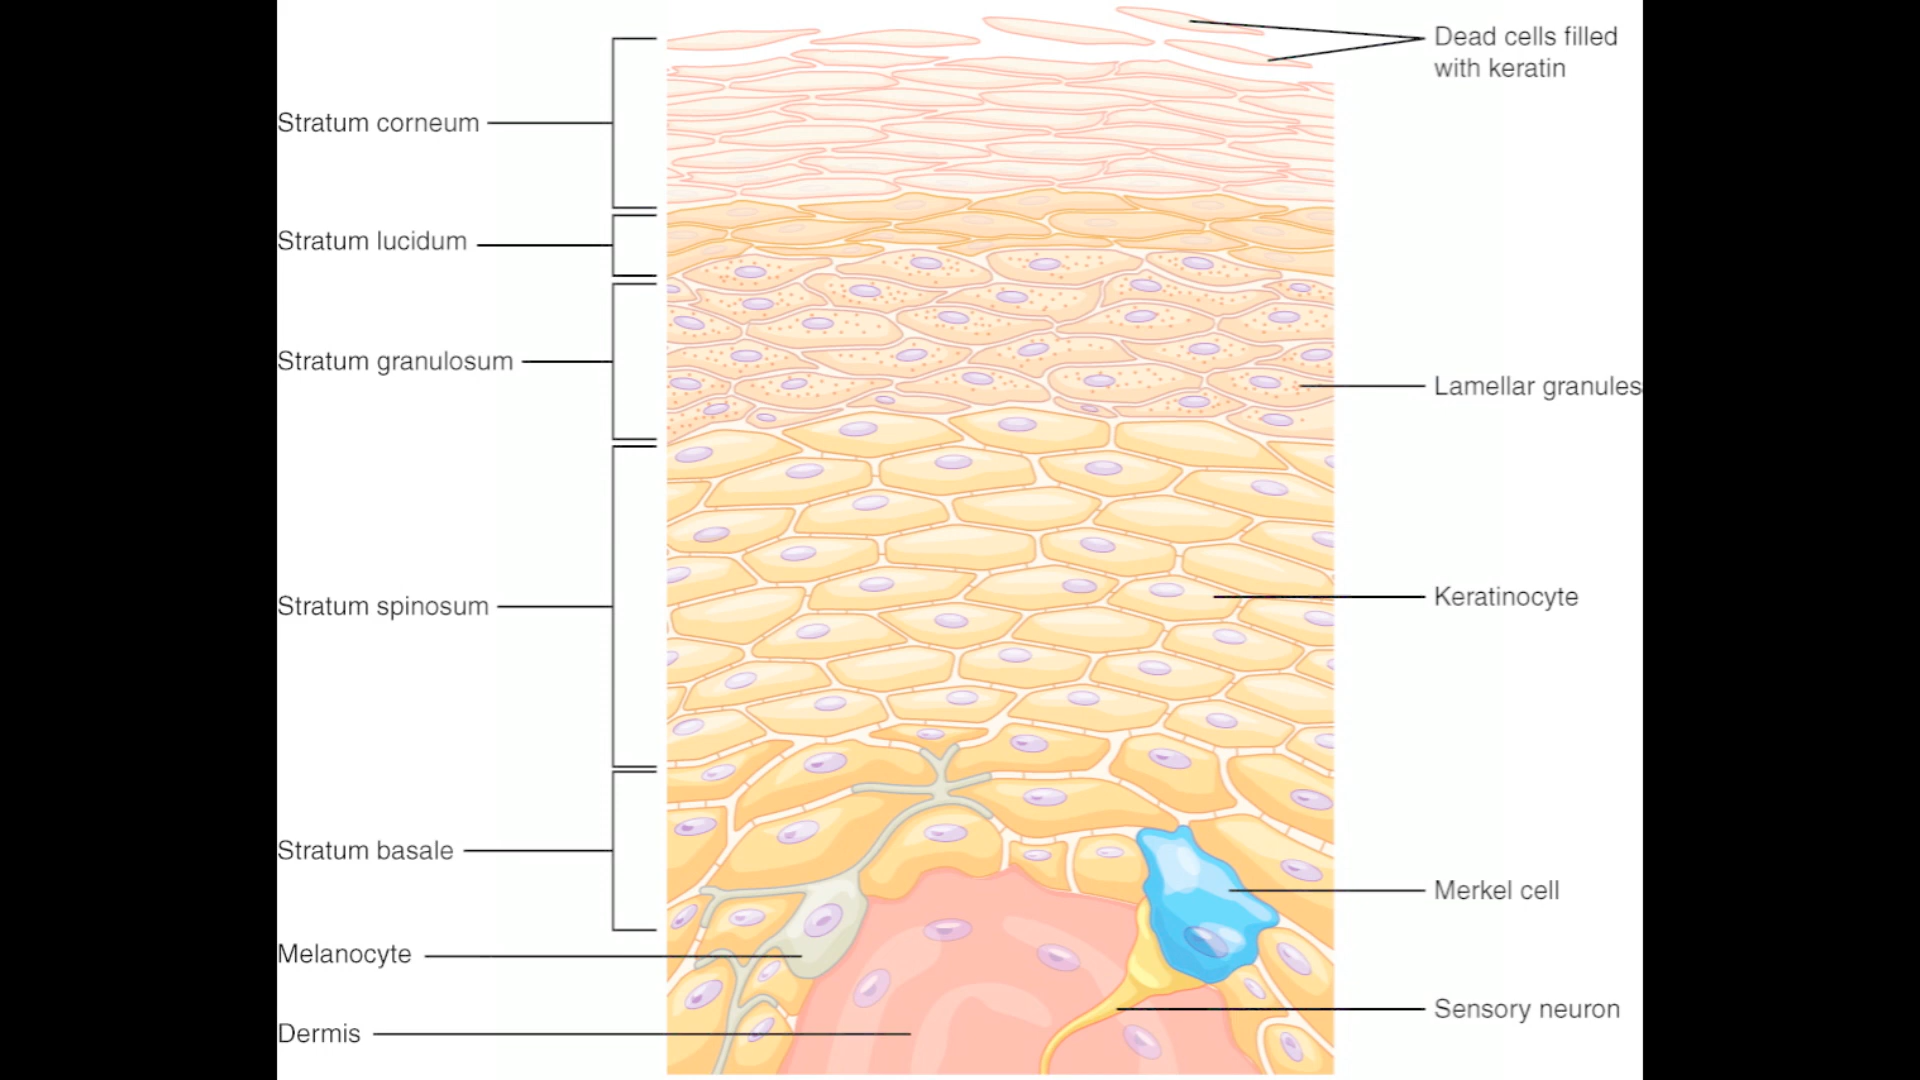 Dead cells filled
with keratin
Stratum corneum
Stratum lucidum
Stratum granulosum
Lamellar granules
Stratum spinosum
Keratinocyte
Stratum basale
Merkel cell
Melanocyte
Sensory neuron
Dermis